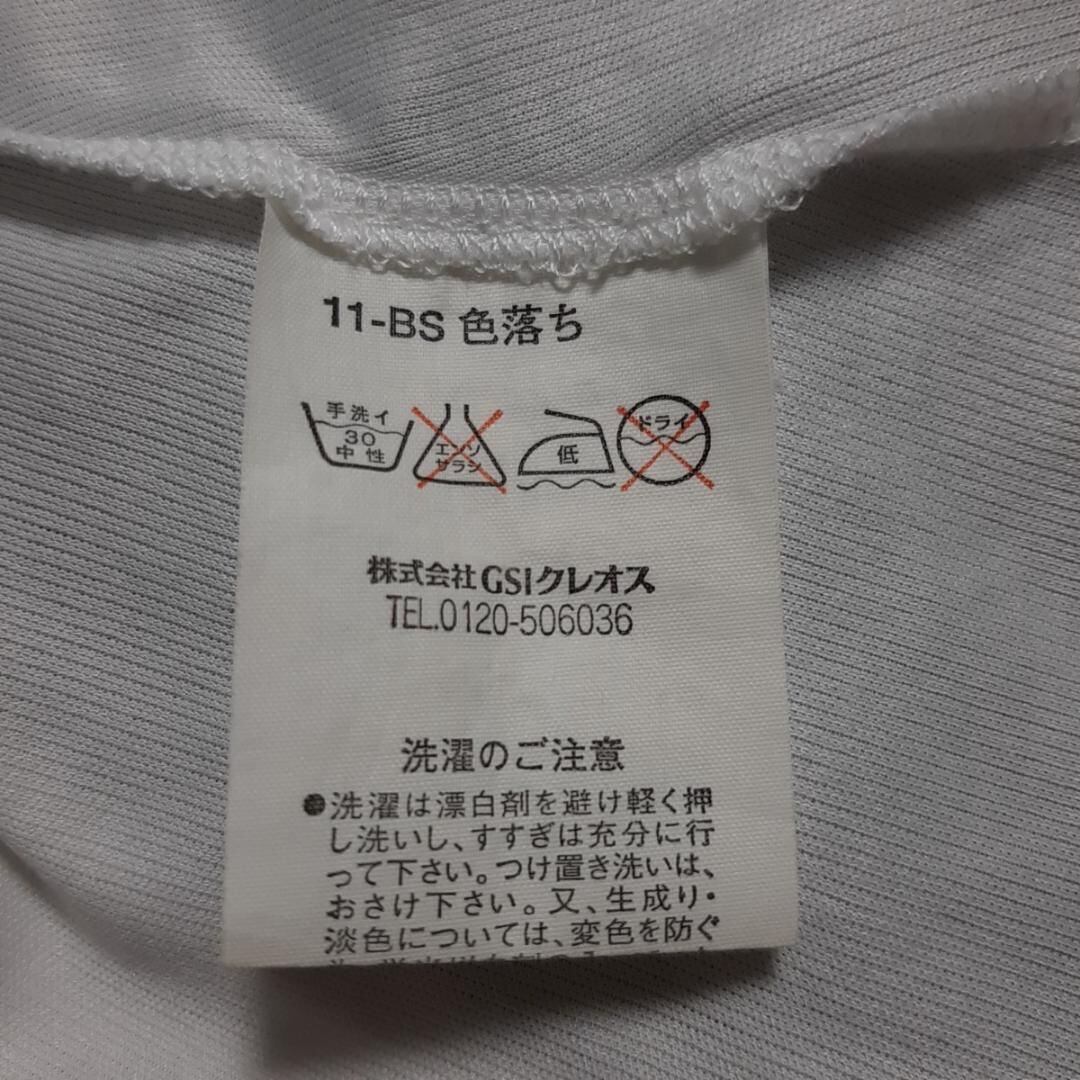 11-BS 色落ち
手洗イ
30
中性
エンソ
サラシ
低
ドライ
株式会社GSIクレオス
TEL.0120-506036
洗濯のご注意
●洗濯は漂白剤を避け軽く押
し洗いし、すすぎは充分に行
って下さい。つけ置き洗いは、
おさけ下さい。又、生成り・
淡色については、変色を防ぐ